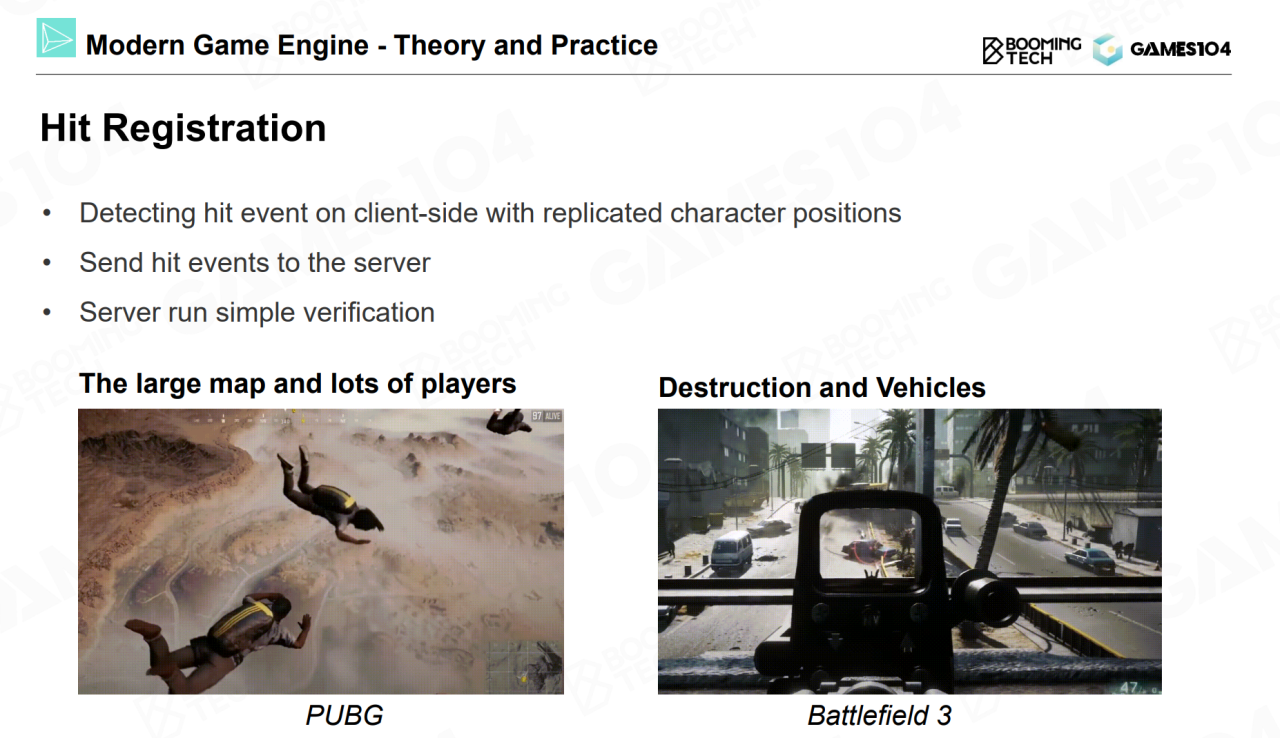 Modern Game Engine - Theory and Practice
BOOMING
TECH
GAMES104
Hit Registration
• Detecting hit event on client-side with replicated character positions
• Send hit events to the server
• Server run simple verification
The large map and lots of players
Destruction and Vehicles
97 ALIVE
47
PUBG
Battlefield 3